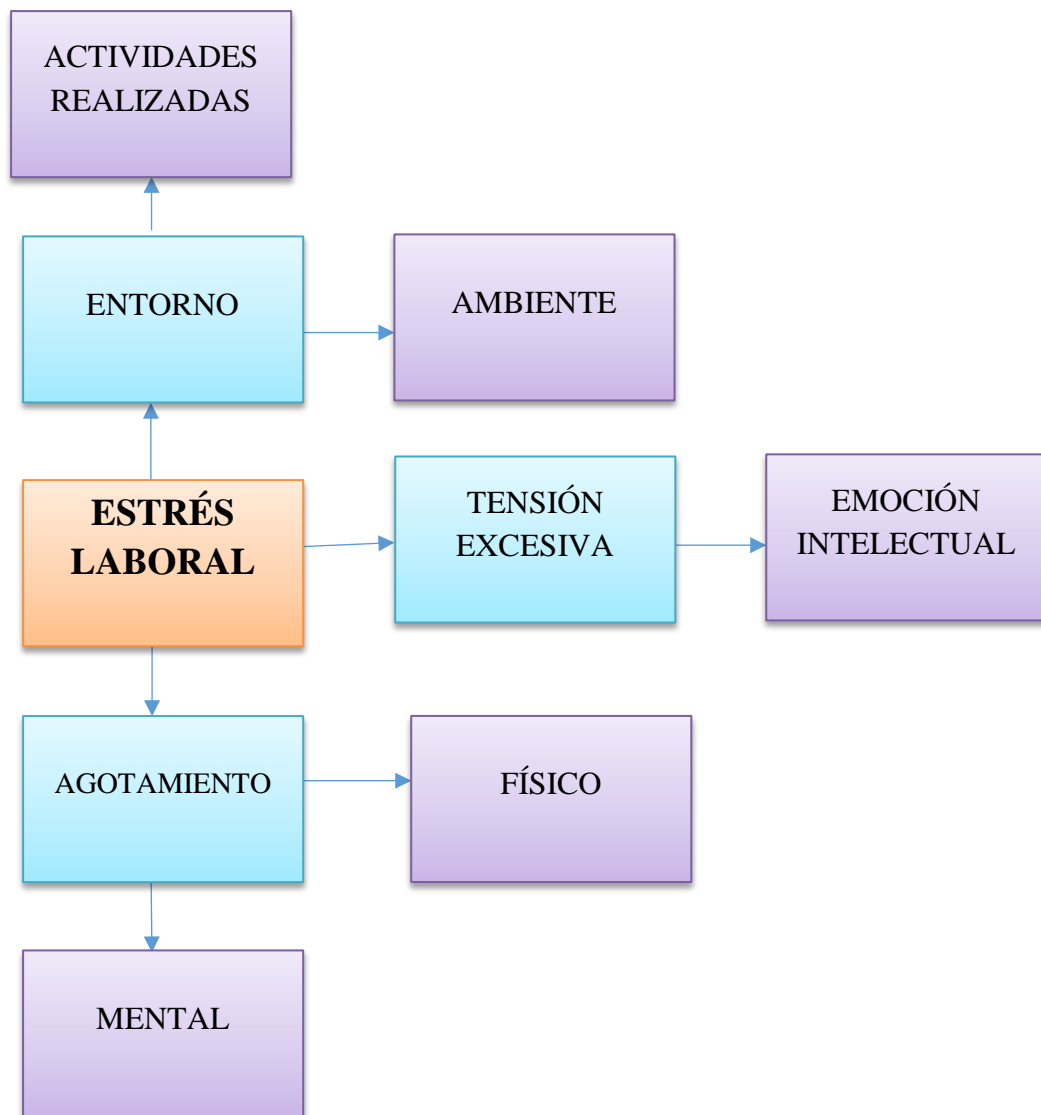 ACTIVIDADES
REALIZADAS
ENTORNO
AMBIENTE
ESTRÉS
LABORAL
TENSIÓN
EXCESIVA
EMOCIÓN
INTELECTUAL
AGOTAMIENTO
FÍSICO
MENTAL